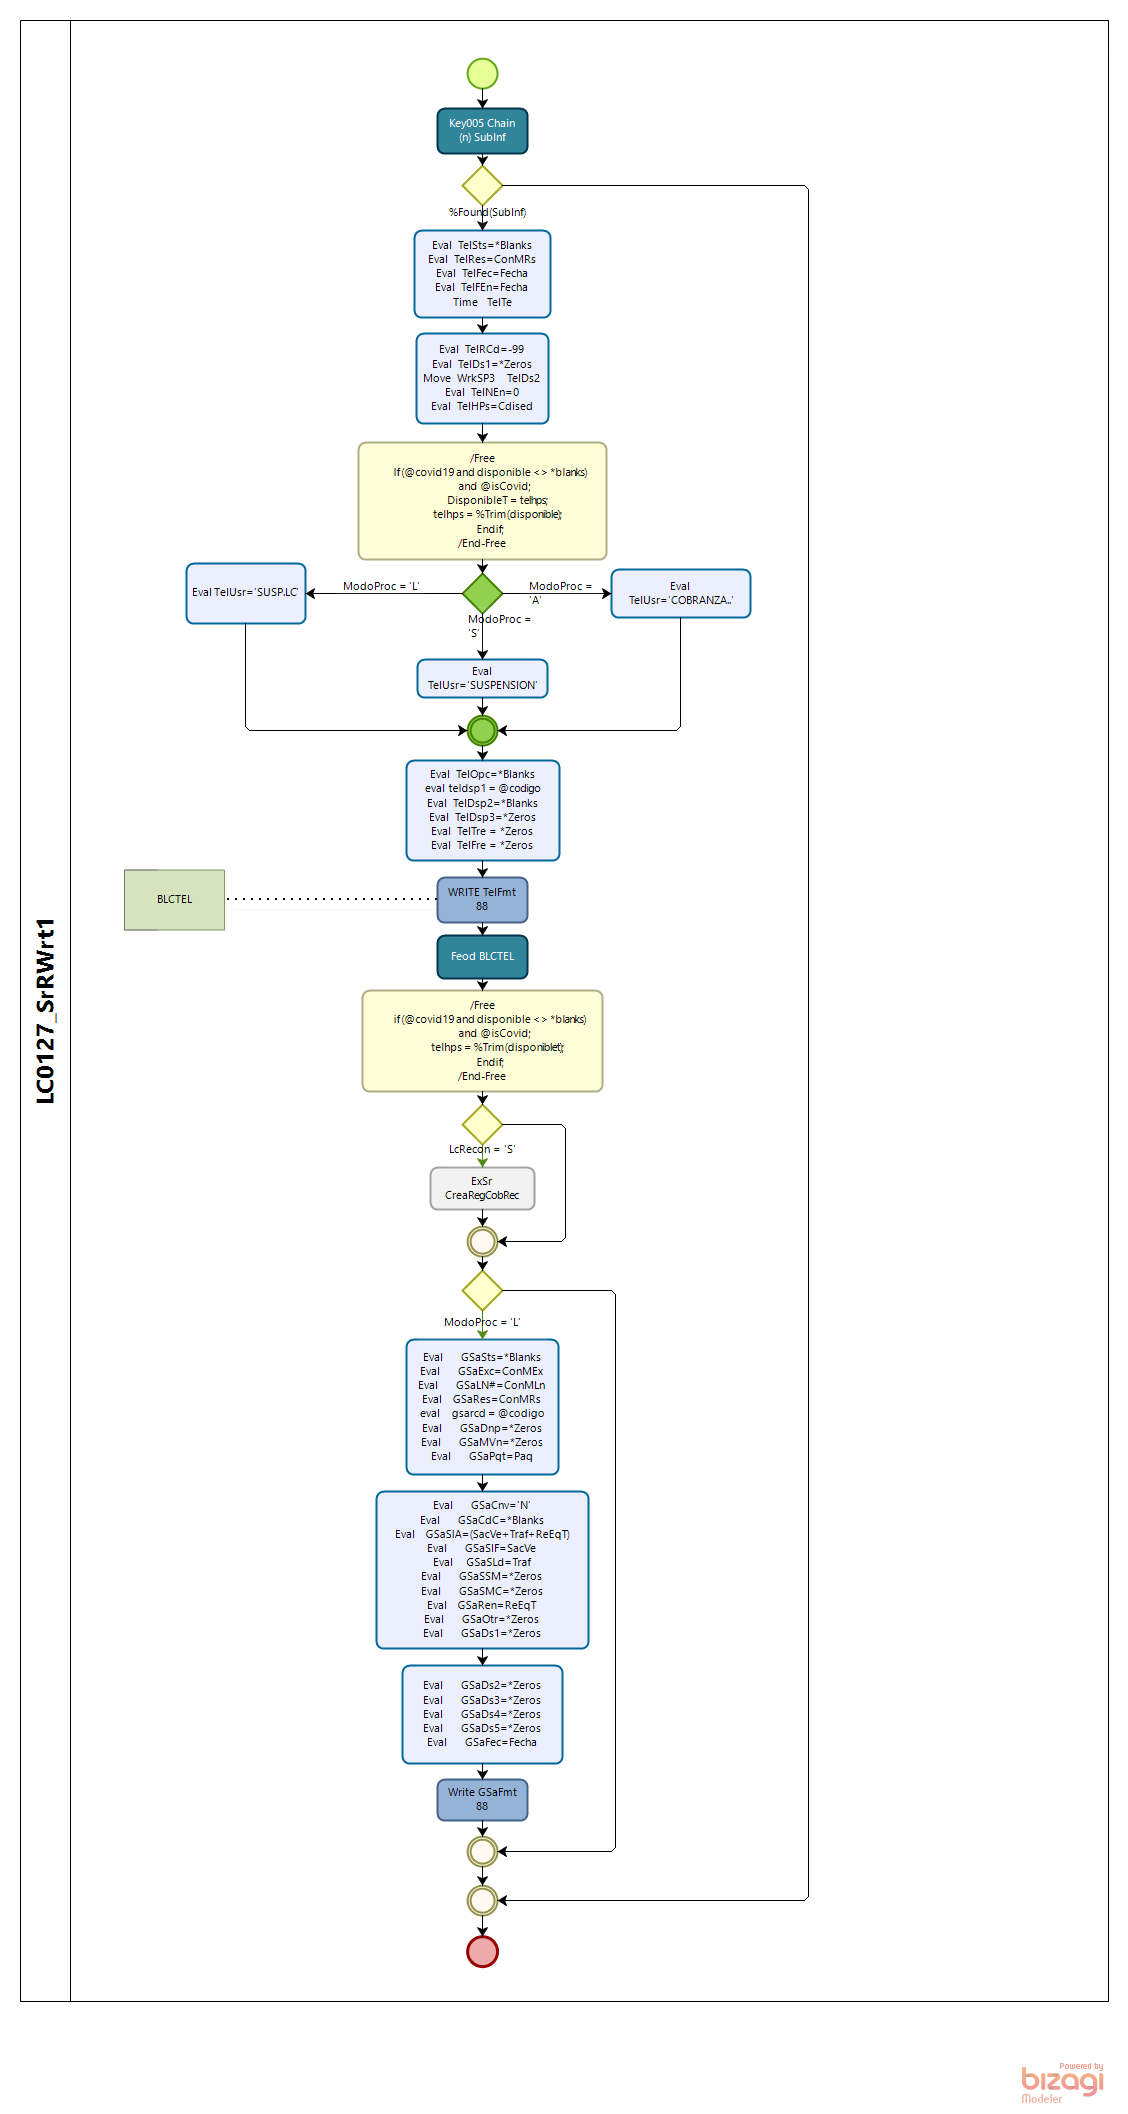 LC0127_SrRWrt1
Key005 Chain
(n) SubInf
%Found(SubInf)
Eval TelSts=*Blanks
Eval TelRes=ConMRs
Eval TelFec=Fecha
Eval TelFEn=Fecha
Time TelTe
Eval TelRCd=-99
Eval TelDs1=*Zeros
Move WrkSP3 TelDs2
Eval TelNEn=0
Eval TelHPs=Cdised
/Free
If (@covid19 and disponible <> *blanks)
and @isCovid;
DisponibleT = telhps;
telhps = %Trim(disponible);
Endif;
/End-Free
ModoProc = 'L'
ModoProc =
'A'
ModoProc =
'S'
Eval TelUsr='SUSP.LC'
Eval
TelUsr='COBRANZA..'
Eval
TelUsr='SUSPENSION'
Eval TelOpc=*Blanks
eval teldsp1 = @codigo
Eval TelDsp2=*Blanks
Eval TelDsp3=*Zeros
Eval TelTre = *Zeros
Eval TelFre = *Zeros
BLCTEL
WRITE TelFmt
88
Feod BLCTEL
/Free
if (@covid19 and disponible <> *blanks)
and @isCovid;
telhps = %Trim(disponiblet);
Endif;
/End-Free
LcRecon = 'S'
ExSr
CreaRegCobRec
ModoProc = 'L'
Eval GSaSts=*Blanks
Eval GSaExc=ConMEx
Eval GSaLN#=ConMLn
Eval GSaRes=ConMRs
eval gsarcd = @codigo
Eval GSaDnp=*Zeros
Eval GSaMVn=*Zeros
Eval GSaPqt=Paq
Eval GSaCnv='N'
Eval GSaCdC=*Blanks
Eval GSaSIA=(SacVe+Traf+ReEqT)
Eval GSaSIF=SacVe
Eval GSaSLd=Traf
Eval GSaSSM=*Zeros
Eval GSaSMC=*Zeros
Eval GSaRen=ReEqT
Eval GSaOtr=*Zeros
Eval GSaDs1=*Zeros
Eval GSaDs2=*Zeros
Eval GSaDs3=*Zeros
Eval GSaDs4=*Zeros
Eval GSaDs5=*Zeros
Eval GSaFec=Fecha
Write GSaFmt
88
Powered by
bizagi
Modeler